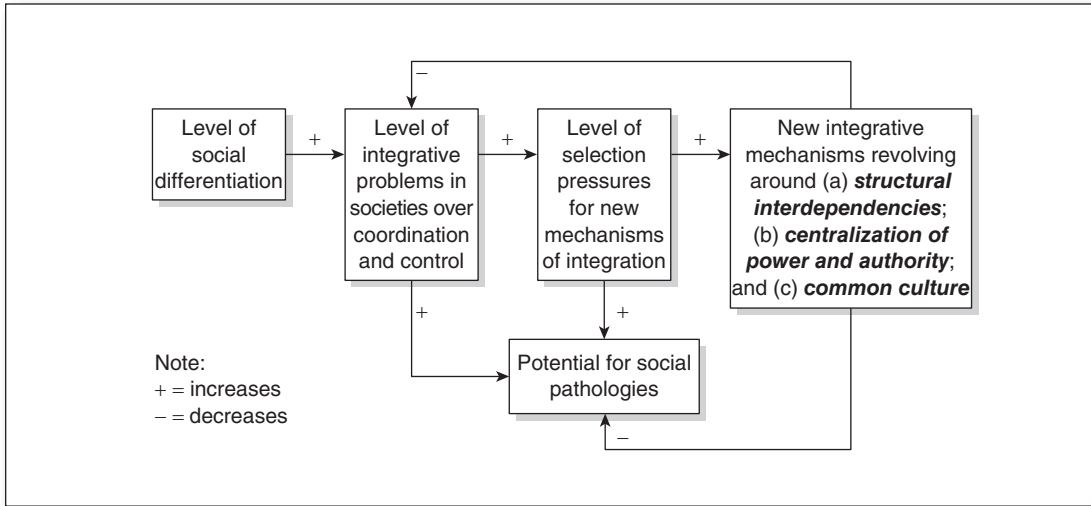 −
Level of
social
differentiation
+
Level of
integrative
problems in
societies over
coordination
and control
+
Level of
selection
pressures
for new
mechanisms
of integration
+
New integrative
mechanisms revolving
around (a) structural
interdependencies;
(b) centralization of
power and authority;
and (c) common culture
+
+
Potential for social
pathologies
−
Note:
+ = increases
− = decreases